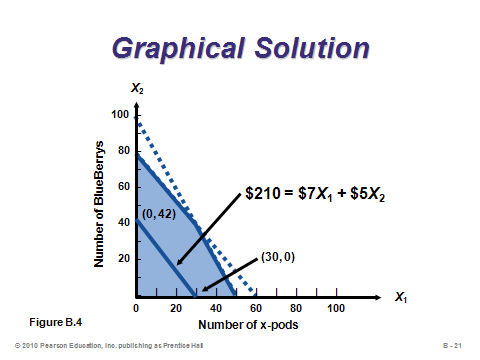 Graphical Solution
X2
100
80
60
40
20
0
Number of BlueBerrys
(0, 42)
$210 = $7X1 + $5X2
(30, 0)
0 20 40 60 80 100
X1
Number of x-pods
Figure B.4
© 2010 Pearson Education, Inc. publishing as Prentice Hall
B - 21